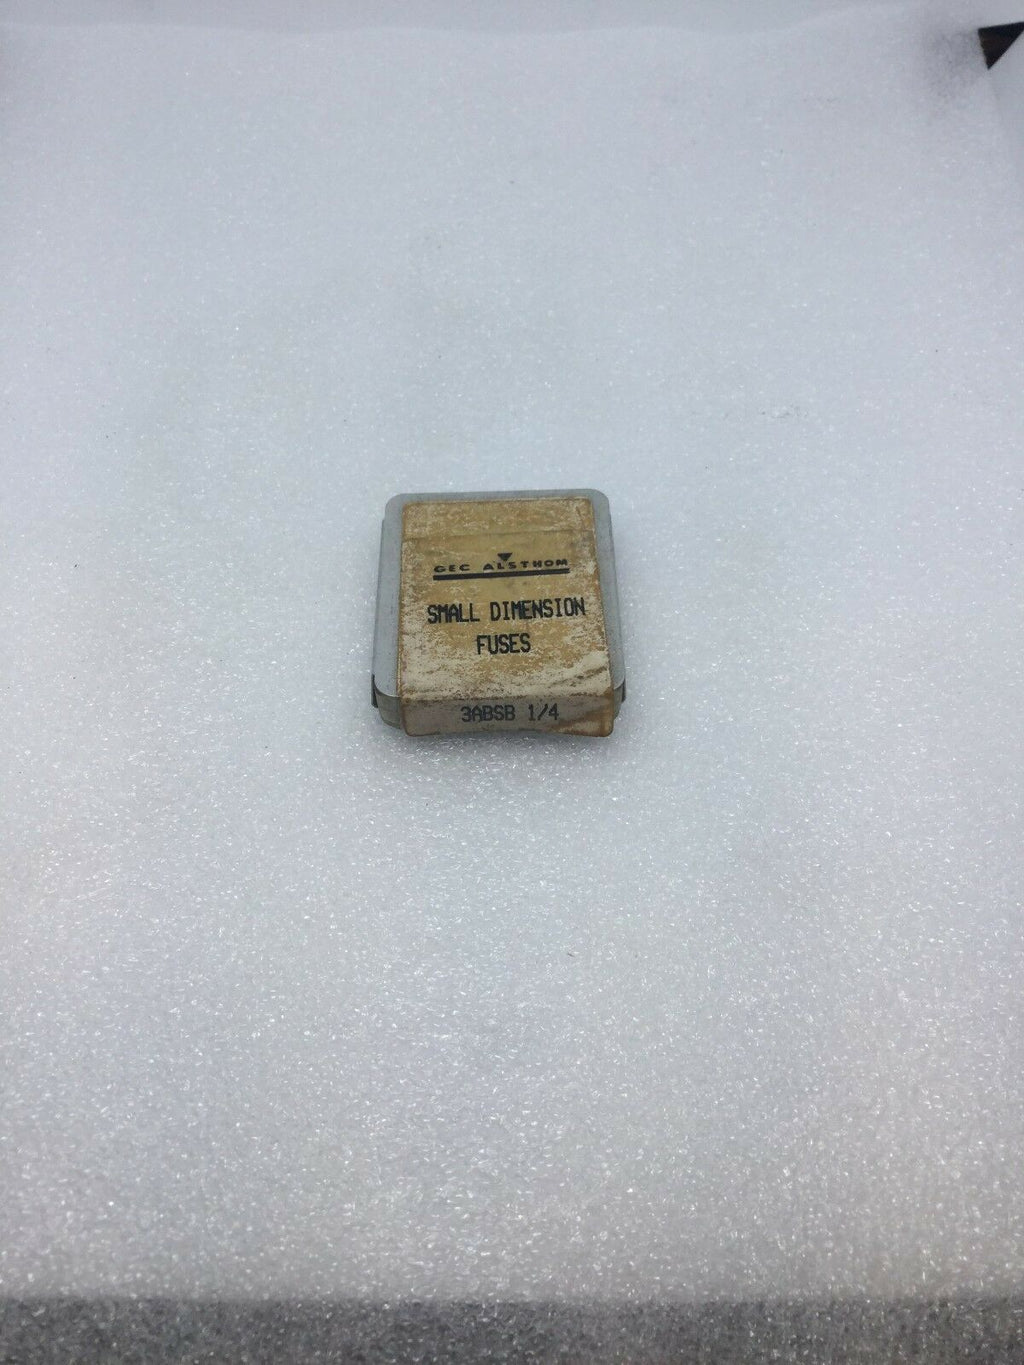 GEC ALSTHOM
SMALL DIMENSION
FUSES
3ABSB 1/4